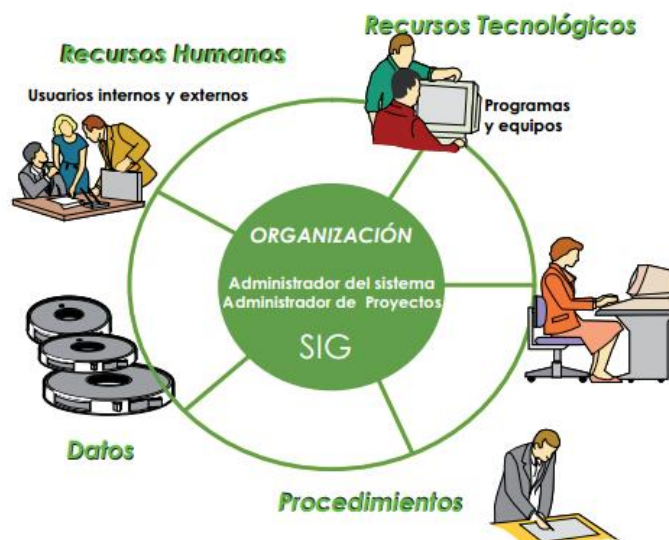 Recursos Tecnológicos
Recursos Humanos
Usuarios internos y externos
Programas
y equipos
ORGANIZACIÓN
Administrador del sistema
Administrador de Proyectos
SIG
Datos
Procedimientos